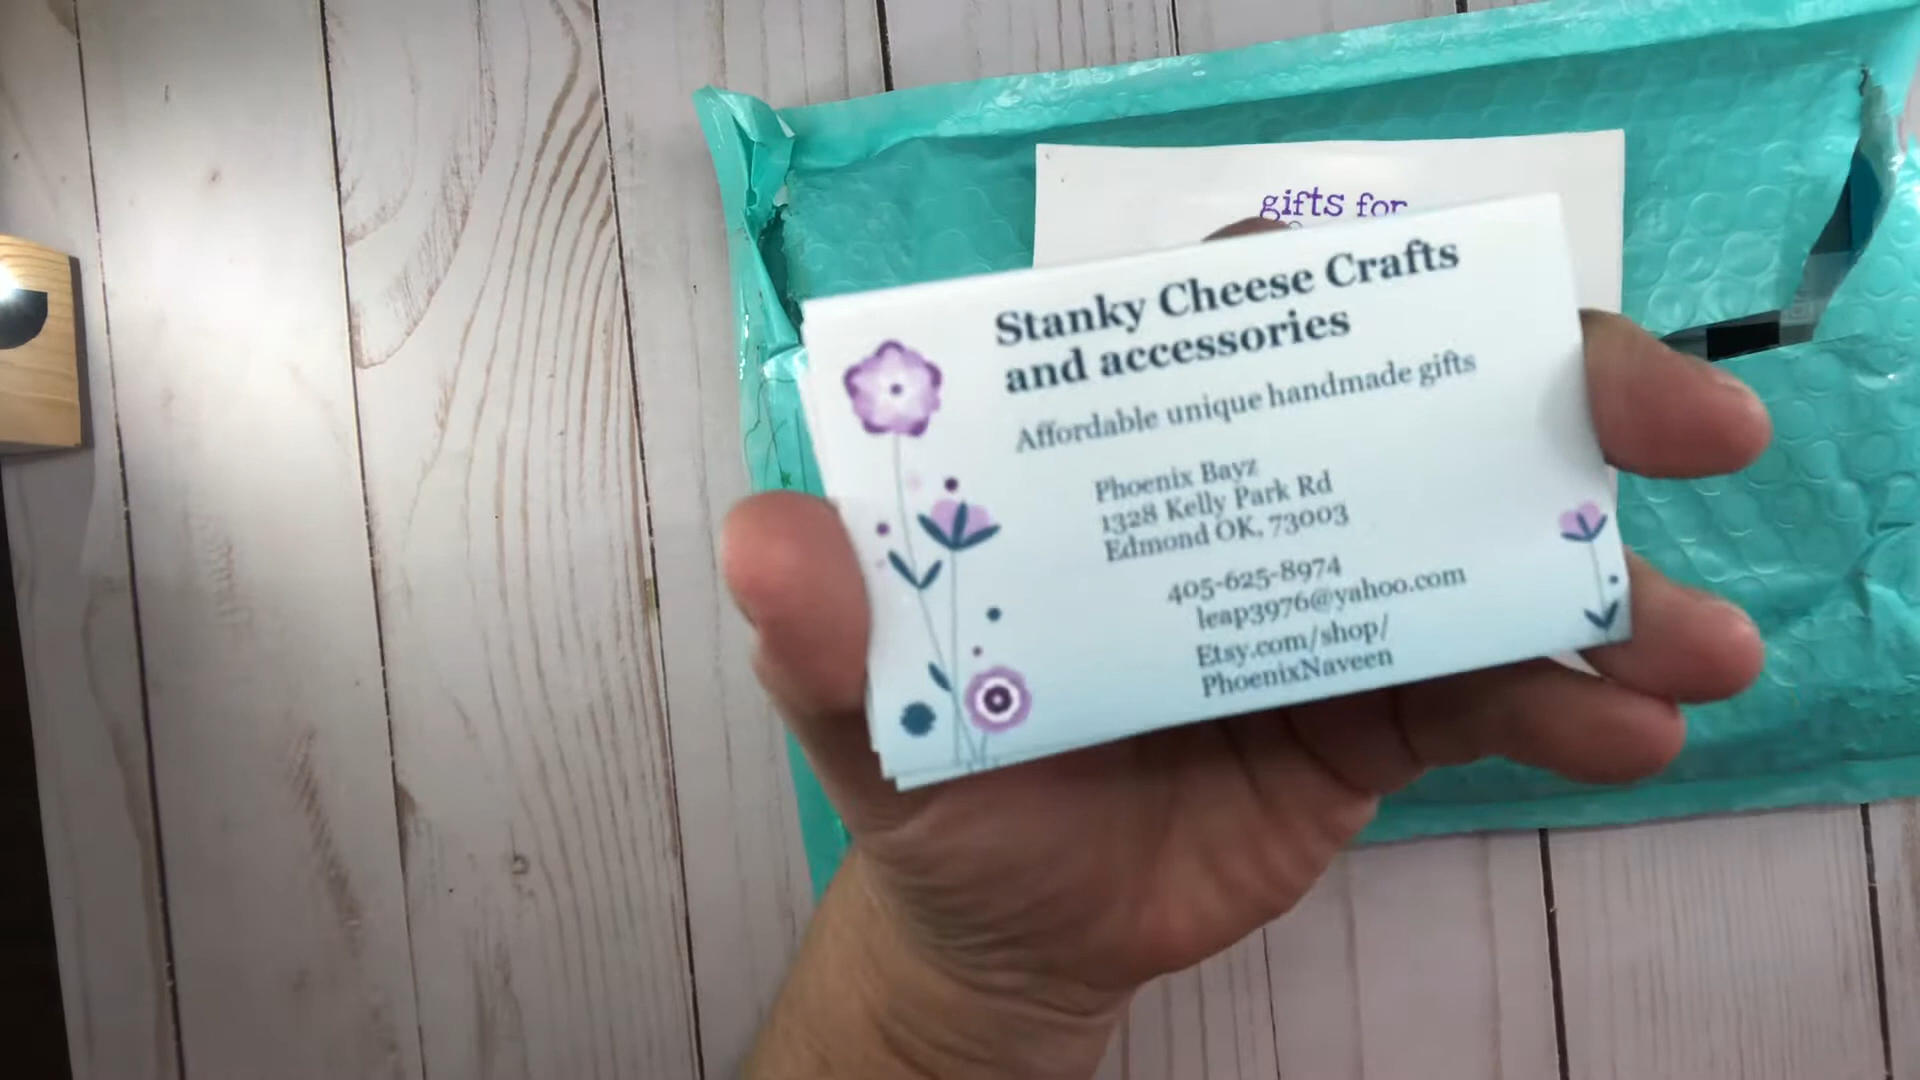 gifts for
Stanky Cheese Crafts
and accessories
Affordable unique handmade gifts
Phoenix Bayz
1328 Kelly Park Rd
Edmond OK, 73003
405-625-8974
leap3976@yahoo.com
Etsy.com/shop/
PhoenixNaveen